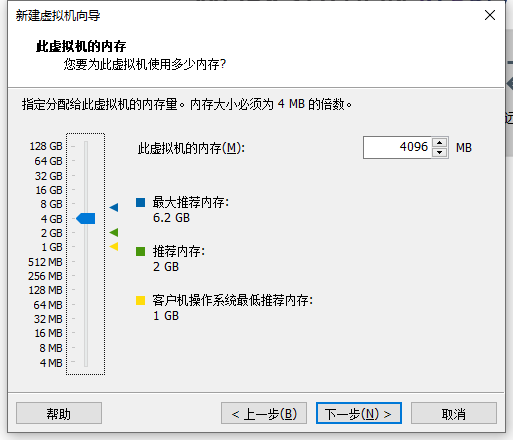 新建虚拟机向导
此虚拟机的内存
您要为此虚拟机使用多少内存?
指定分配给此虚拟机的内存量。内存大小必须为 4 MB 的倍数。
128 GB
64 GB
32 GB
16 GB
8 GB
4 GB
2 GB
1 GB
512 MB
256 MB
128 MB
64 MB
32 MB
16 MB
8 MB
4 MB
此虚拟机的内存(M):
4096 MB
最大推荐内存:
6.2 GB
推荐内存:
2 GB
客户机操作系统最低推荐内存:
1 GB
帮助
< 上一步(B)
下一步(N) >
取消